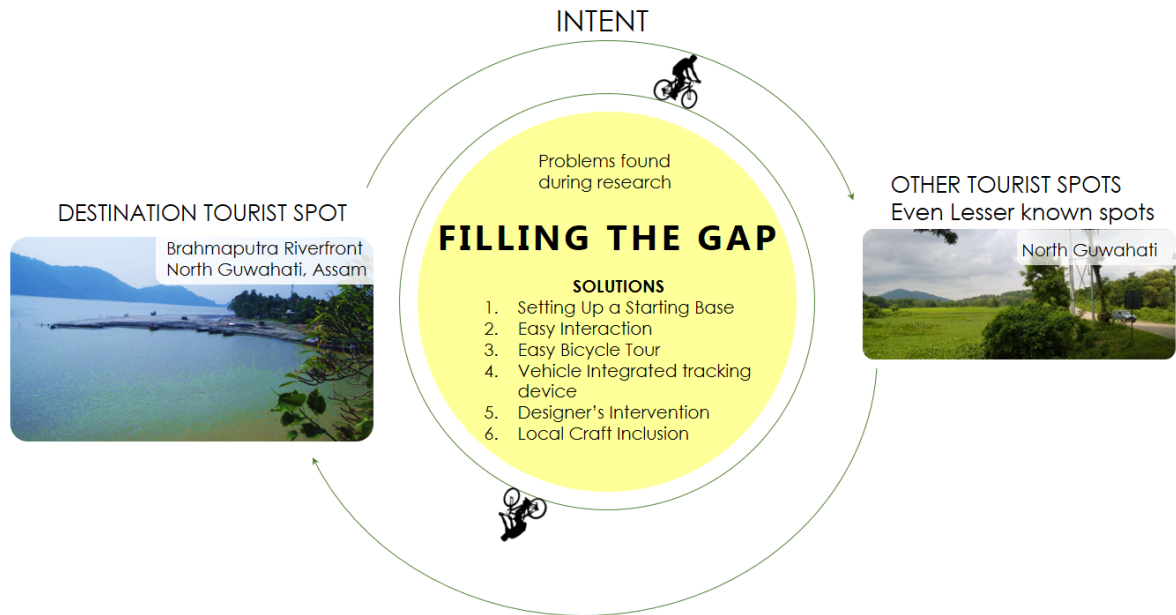 INTENT
DESTINATION TOURIST SPOT
Brahmaputra Riverfront
North Guwahati, Assam
Problems found
during research
FILLING THE GAP
SOLUTIONS
1. Setting Up a Starting Base
2. Easy Interaction
3. Easy Bicycle Tour
4. Vehicle Integrated tracking
device
5. Designer's Intervention
6. Local Craft Inclusion
OTHER TOURIST SPOTS
Even Lesser known spots
North Guwahati